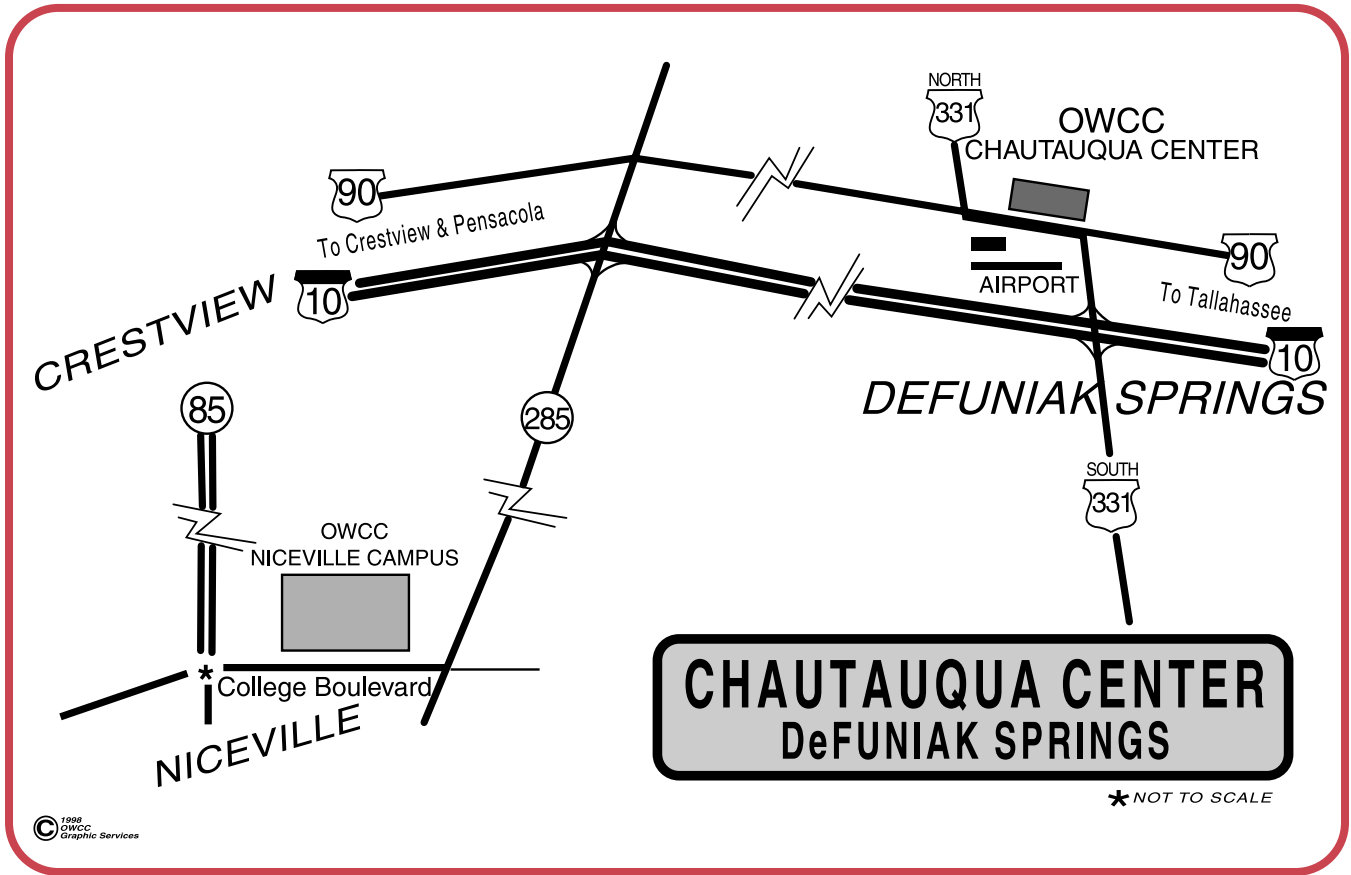 NORTH
331
OWCC
CHAUTAUQUA CENTER
90
To Crestview & Pensacola
90
10
CRESTVIEW
AIRPORT
To Tallahassee
10
DEFUNIAK SPRINGS
85
285
SOUTH
331
OWCC
NICEVILLE CAMPUS
* College Boulevard
NICEVILLE
CHAUTAUQUA CENTER
DeFUNIAK SPRINGS
* NOT TO SCALE
© 1998
OWCC
Graphic Services